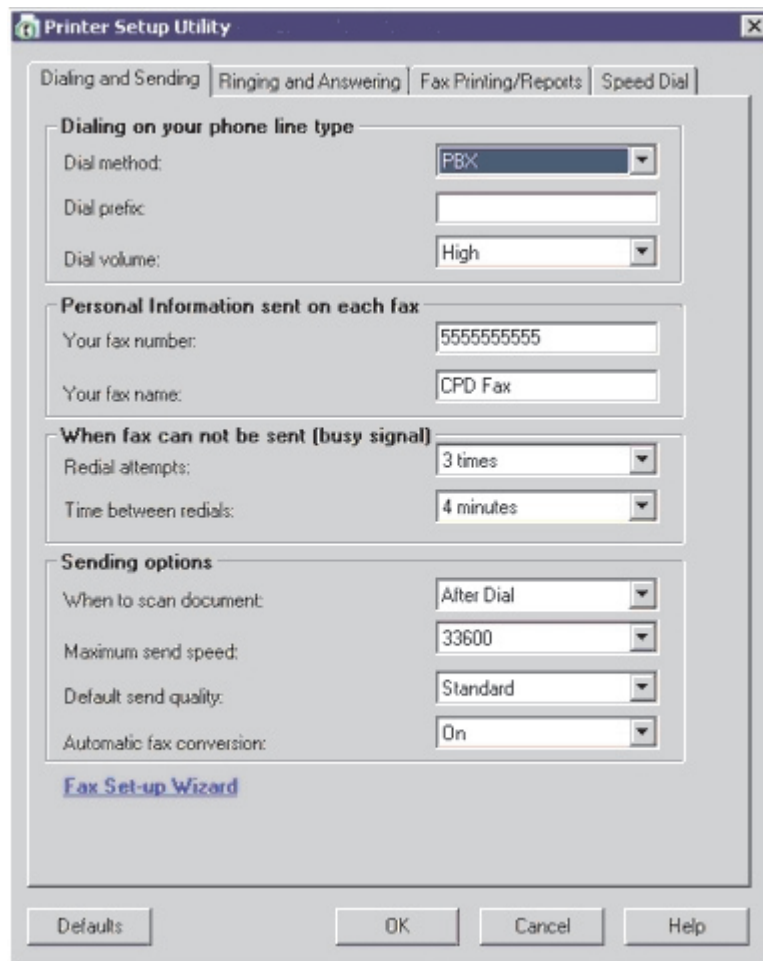 Printer Setup Utility
Dialing and Sending Ringing and Answering Fax Printing/Reports Speed Dial
Dialing on your phone line type
Dial method: PBX
Dial prefix:
Dial volume: High
Personal Information sent on each fax
Your fax number: 5555555555
Your fax name: CPD Fax
When fax can not be sent (busy signal)
Redial attempts: 3 times
Time between redials: 4 minutes
Sending options
When to scan document: After Dial
Maximum send speed: 33600
Default send quality: Standard
Automatic fax conversion: On
Fax Set-up Wizard
Defaults OK Cancel Help